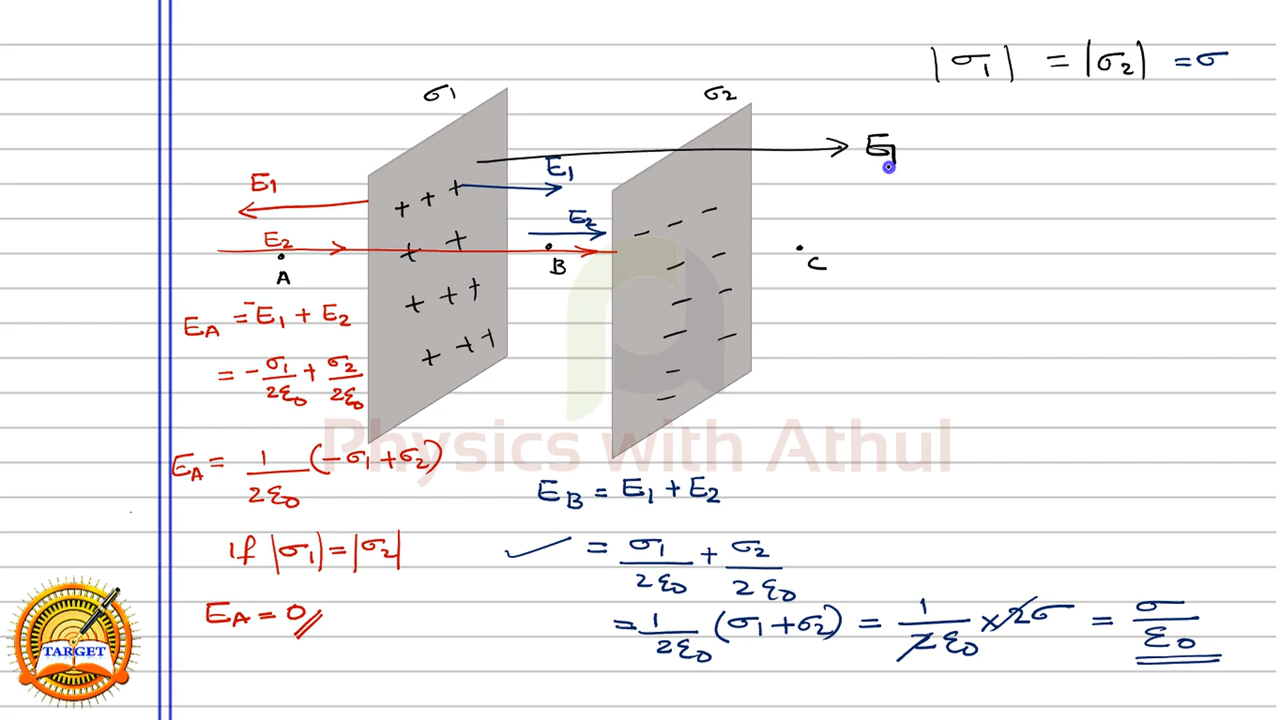 |σ1| = |σ2| = σ
σ1
σ2
E1
E1
E1
E2
E2
A
B
C
+ + +
+ +
+ + +
+ + +
− − −
− −
− −
− −
−
−
EA = -E1 + E2
= - σ1/2ε0 + σ2/2ε0
EA = 1/2ε0 (-σ1+σ2)
if |σ1| = |σ2|
EA = 0
EB = E1 + E2
= σ1/2ε0 + σ2/2ε0
= 1/2ε0 (σ1+σ2) = 1/2ε0 × 2σ = σ/ε0
Physics with Athul
TARGET